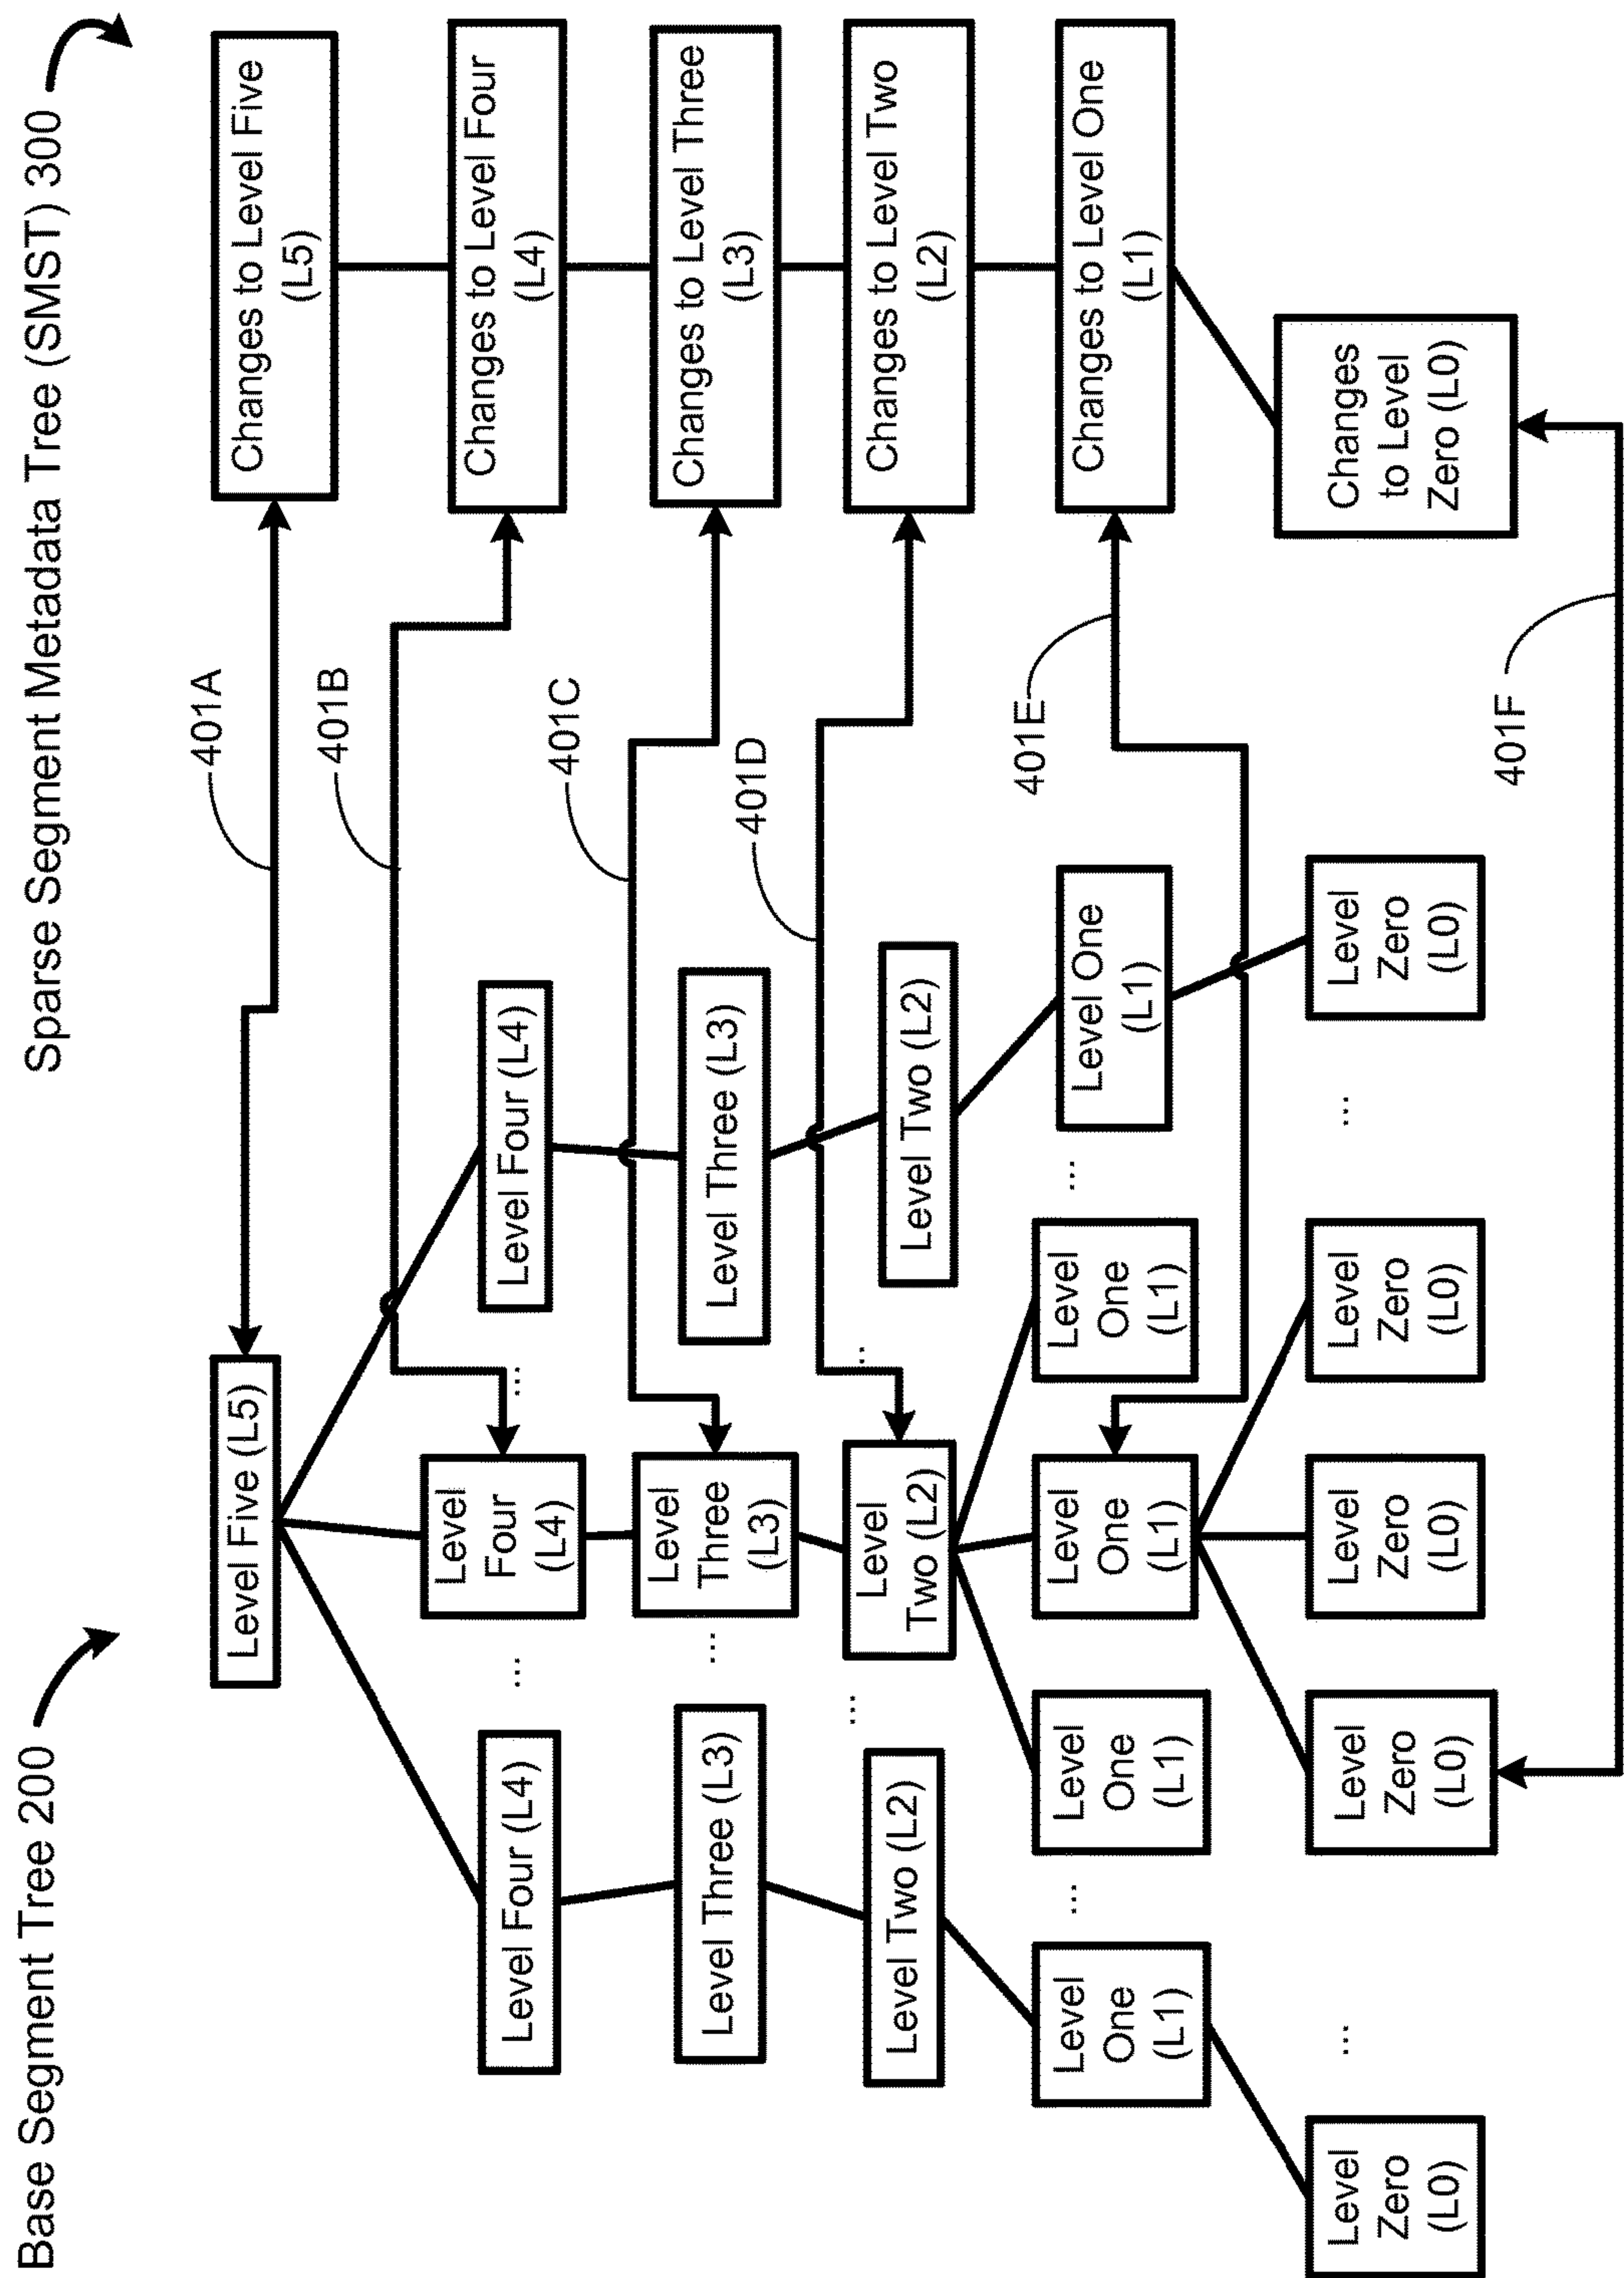 Base Segment Tree 200
Sparse Segment Metadata Tree (SMST) 300
Level Five (L5)
401A
Changes to Level Five
(L5)
401B
Level Four (L4)
...
Level
Four
(L4)
...
Level Four (L4)
Changes to Level Four
(L4)
401C
Level Three (L3)
...
Level
Three
(L3)
Level Three (L3)
Changes to Level Three
(L3)
401D
Level Two (L2)
...
Level
Two (L2)
...
Level Two (L2)
Changes to Level Two
(L2)
401E
Level
One
(L1)
...
Level
One
(L1)
Level
One
(L1)
Level
One
(L1)
...
Level One
(L1)
Changes to Level One
(L1)
Level
Zero
(L0)
...
Level
Zero
(L0)
Level
Zero
(L0)
Level
Zero
(L0)
...
Level
Zero
(L0)
Changes
to Level
Zero (L0)
401F